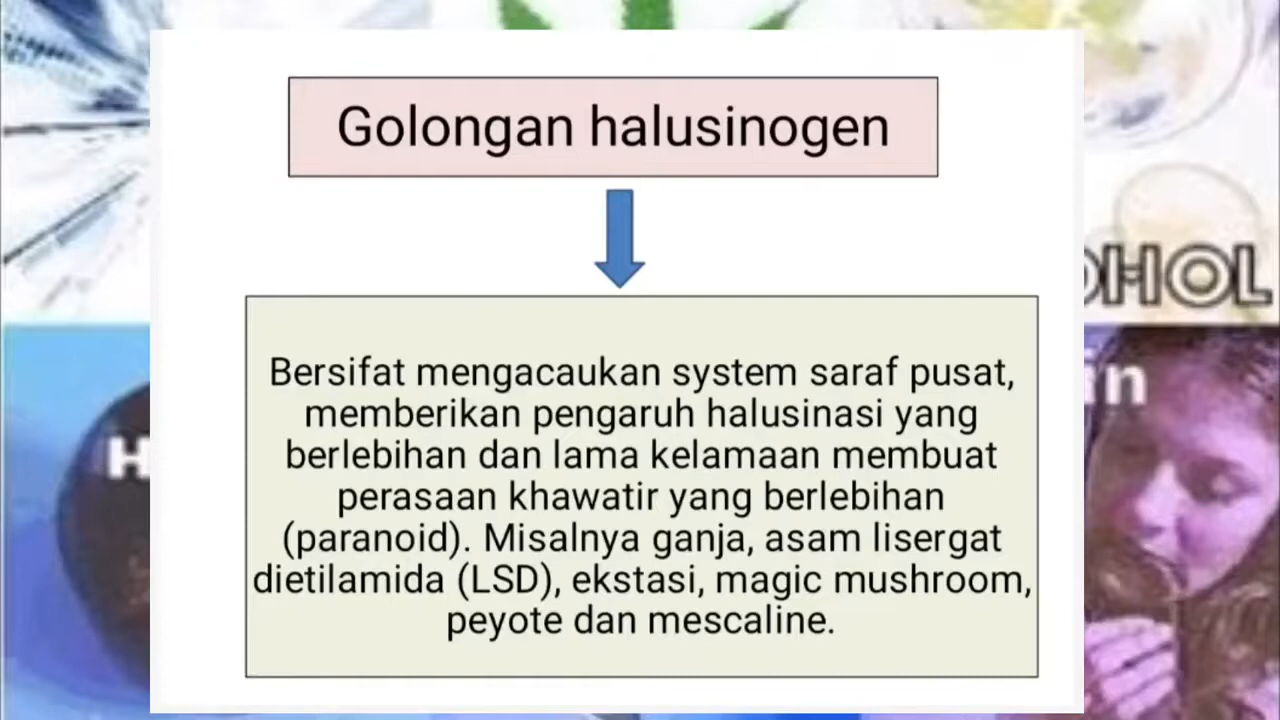 Golongan halusinogen
OHOL
Bersifat mengacaukan system saraf pusat,
memberikan pengaruh halusinasi yang
berlebihan dan lama kelamaan membuat
perasaan khawatir yang berlebihan
(paranoid). Misalnya ganja, asam lisergat
dietilamida (LSD), ekstasi, magic mushroom,
peyote dan mescaline.
H
in